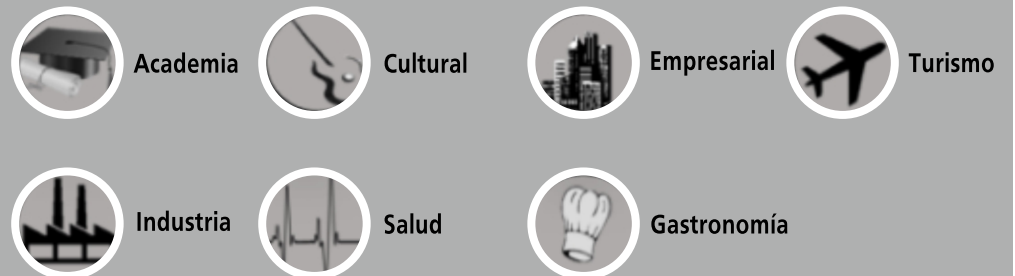 Academia
Cultural
Empresarial
Turismo
Industria
Salud
Gastronomía